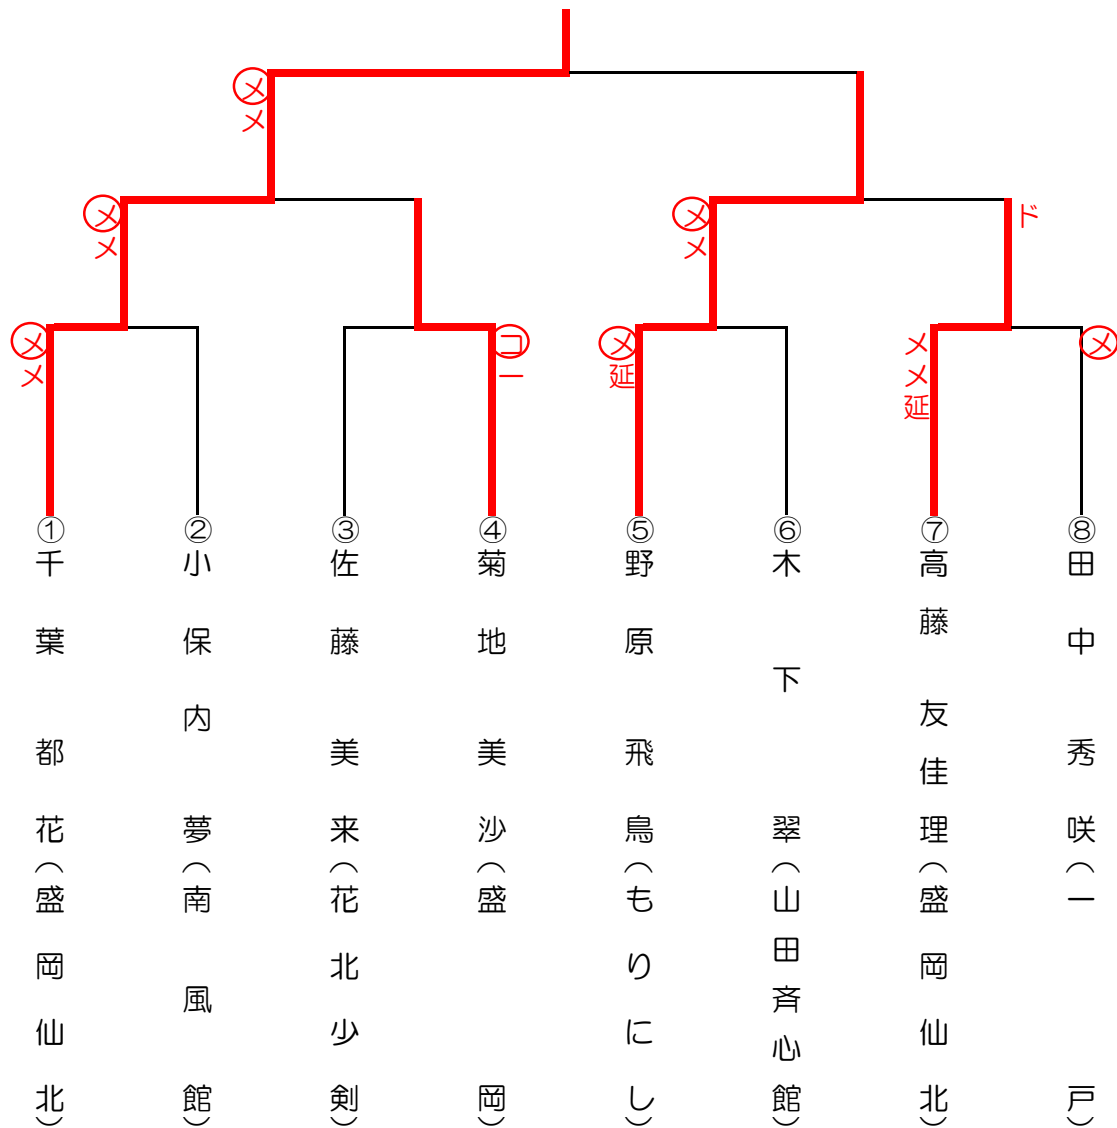 メ
メ
メ
メ
メ
メ
ド
メ
メ
コ
一
メ
延
メ
メ
延
メ
①千葉都花(盛岡仙北)
②小保内夢(南風館)
③佐藤美来(花北少剣)
④菊地美沙(盛岡)
⑤野原飛鳥(もりにし)
⑥木下翠(山田斉心館)
⑦高藤友佳理(盛岡仙北)
⑧田中秀咲(一戸)